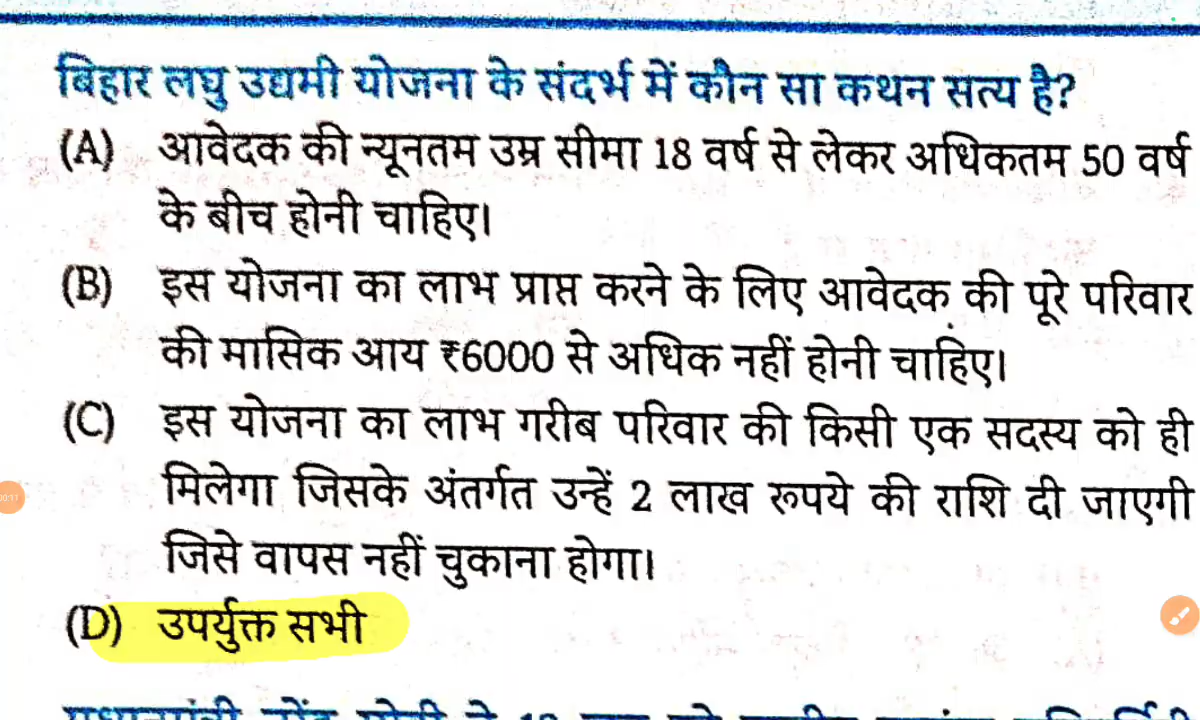 बिहार लघु उद्यमी योजना के संदर्भ में कौन सा कथन सत्य है?
(A) आवेदक की न्यूनतम उम्र सीमा 18 वर्ष से लेकर अधिकतम 50 वर्ष
के बीच होनी चाहिए।
(B) इस योजना का लाभ प्राप्त करने के लिए आवेदक की पूरे परिवार
की मासिक आय ₹6000 से अधिक नहीं होनी चाहिए।
(C) इस योजना का लाभ गरीब परिवार की किसी एक सदस्य को ही
मिलेगा जिसके अंतर्गत उन्हें 2 लाख रूपये की राशि दी जाएगी
जिसे वापस नहीं चुकाना होगा।
(D) उपर्युक्त सभी